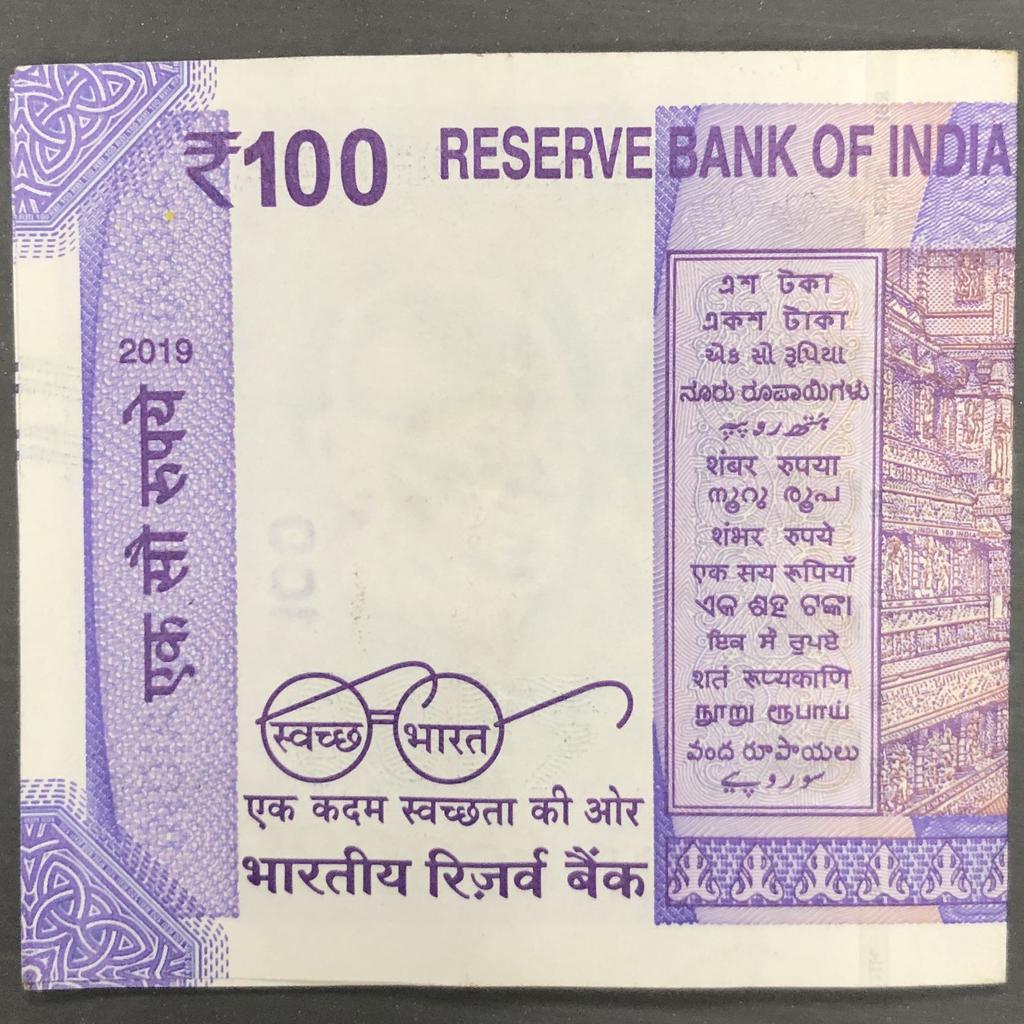 ₹100 RESERVE BANK OF INDIA
2019
एक सौ रुपये
এশ টকা
একশ টাকা
એક સો રૂપિયા
ನೂರು ರೂಪಾಯಿಗಳು
ہتھ روپیہ
शंबर रुपया
നൂറു രൂപ
शंभर रुपये
एक सय रुपियाँ
ଏକ ଶହ ଟଙ୍କା
ਇਕ ਸੌ ਰੁਪਏ
शतं रूप्यकाणि
நூறு ரூபாய்
వంద రూపాయలు
سو روپیے
स्वच्छ भारत
एक कदम स्वच्छता की ओर
भारतीय रिज़र्व बैंक